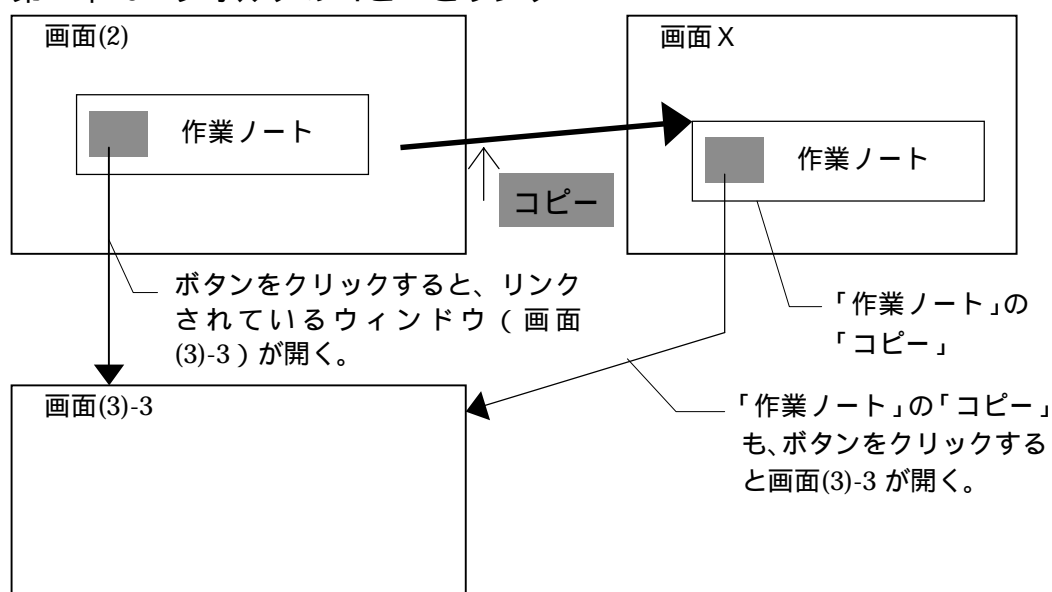 画面(2)
作業ノート
コピー
画面X
作業ノート
ボタンをクリックすると、リンク
されているウィンドウ(画面
(3)-3)が開く。
「作業ノート」の
「コピー」
画面(3)-3
「作業ノート」の「コピー」
も、ボタンをクリックする
と画面(3)-3 が開く。